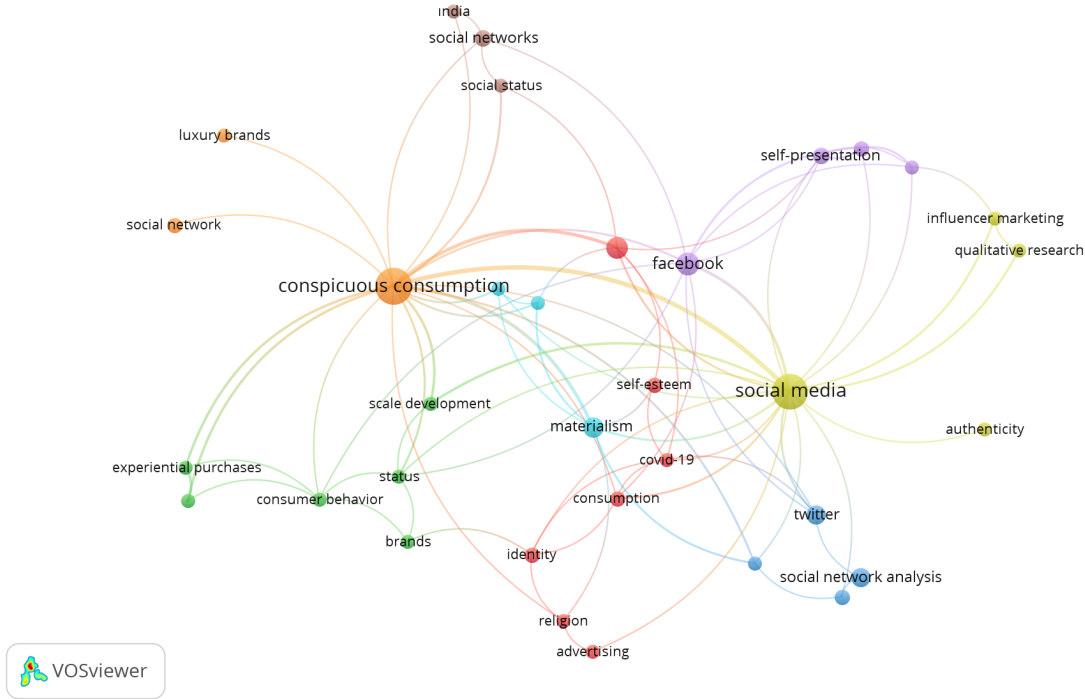 india
social networks
social status
luxury brands
self-presentation
influencer marketing
social network
qualitative research
facebook
conspicuous consumption
self-esteem
social media
scale development
materialism
authenticity
covid-19
experiential purchases
status
consumer behavior
consumption
twitter
brands
identity
social network analysis
religion
advertising
VOSviewer